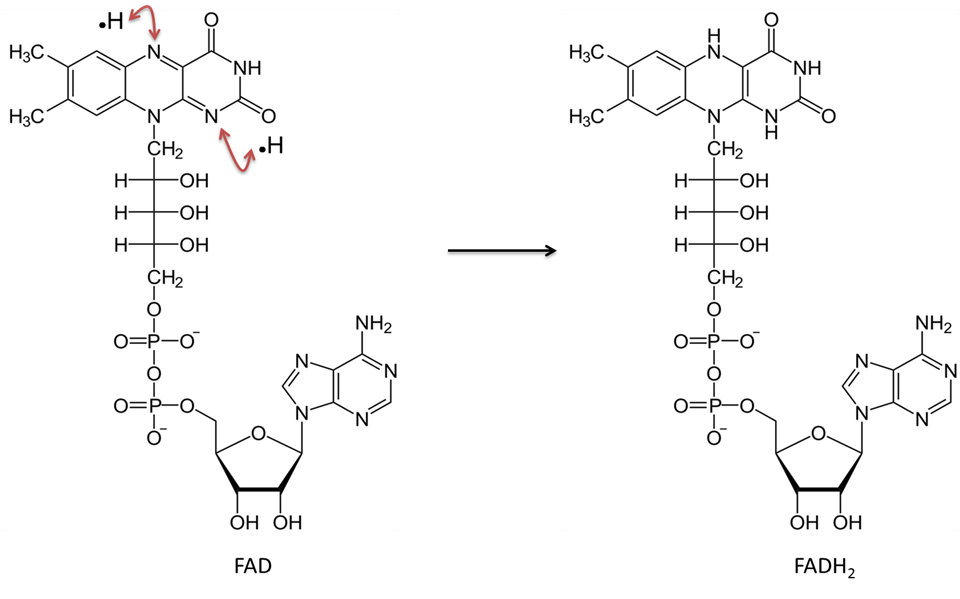 •H
O
H₃C
N
NH
H₃C
N
N
O
•H
CH₂
H OH
H OH
H OH
CH₂
O
O=P-O⁻
O
O=P-O
O⁻
NH₂
N
N
N
N
O
OH OH
FAD
H
O
H₃C
N
NH
H₃C
N
N
O
H
CH₂
H OH
H OH
H OH
CH₂
O
O=P-O⁻
O
O=P-O
O⁻
NH₂
N
N
N
N
O
OH OH
FADH₂